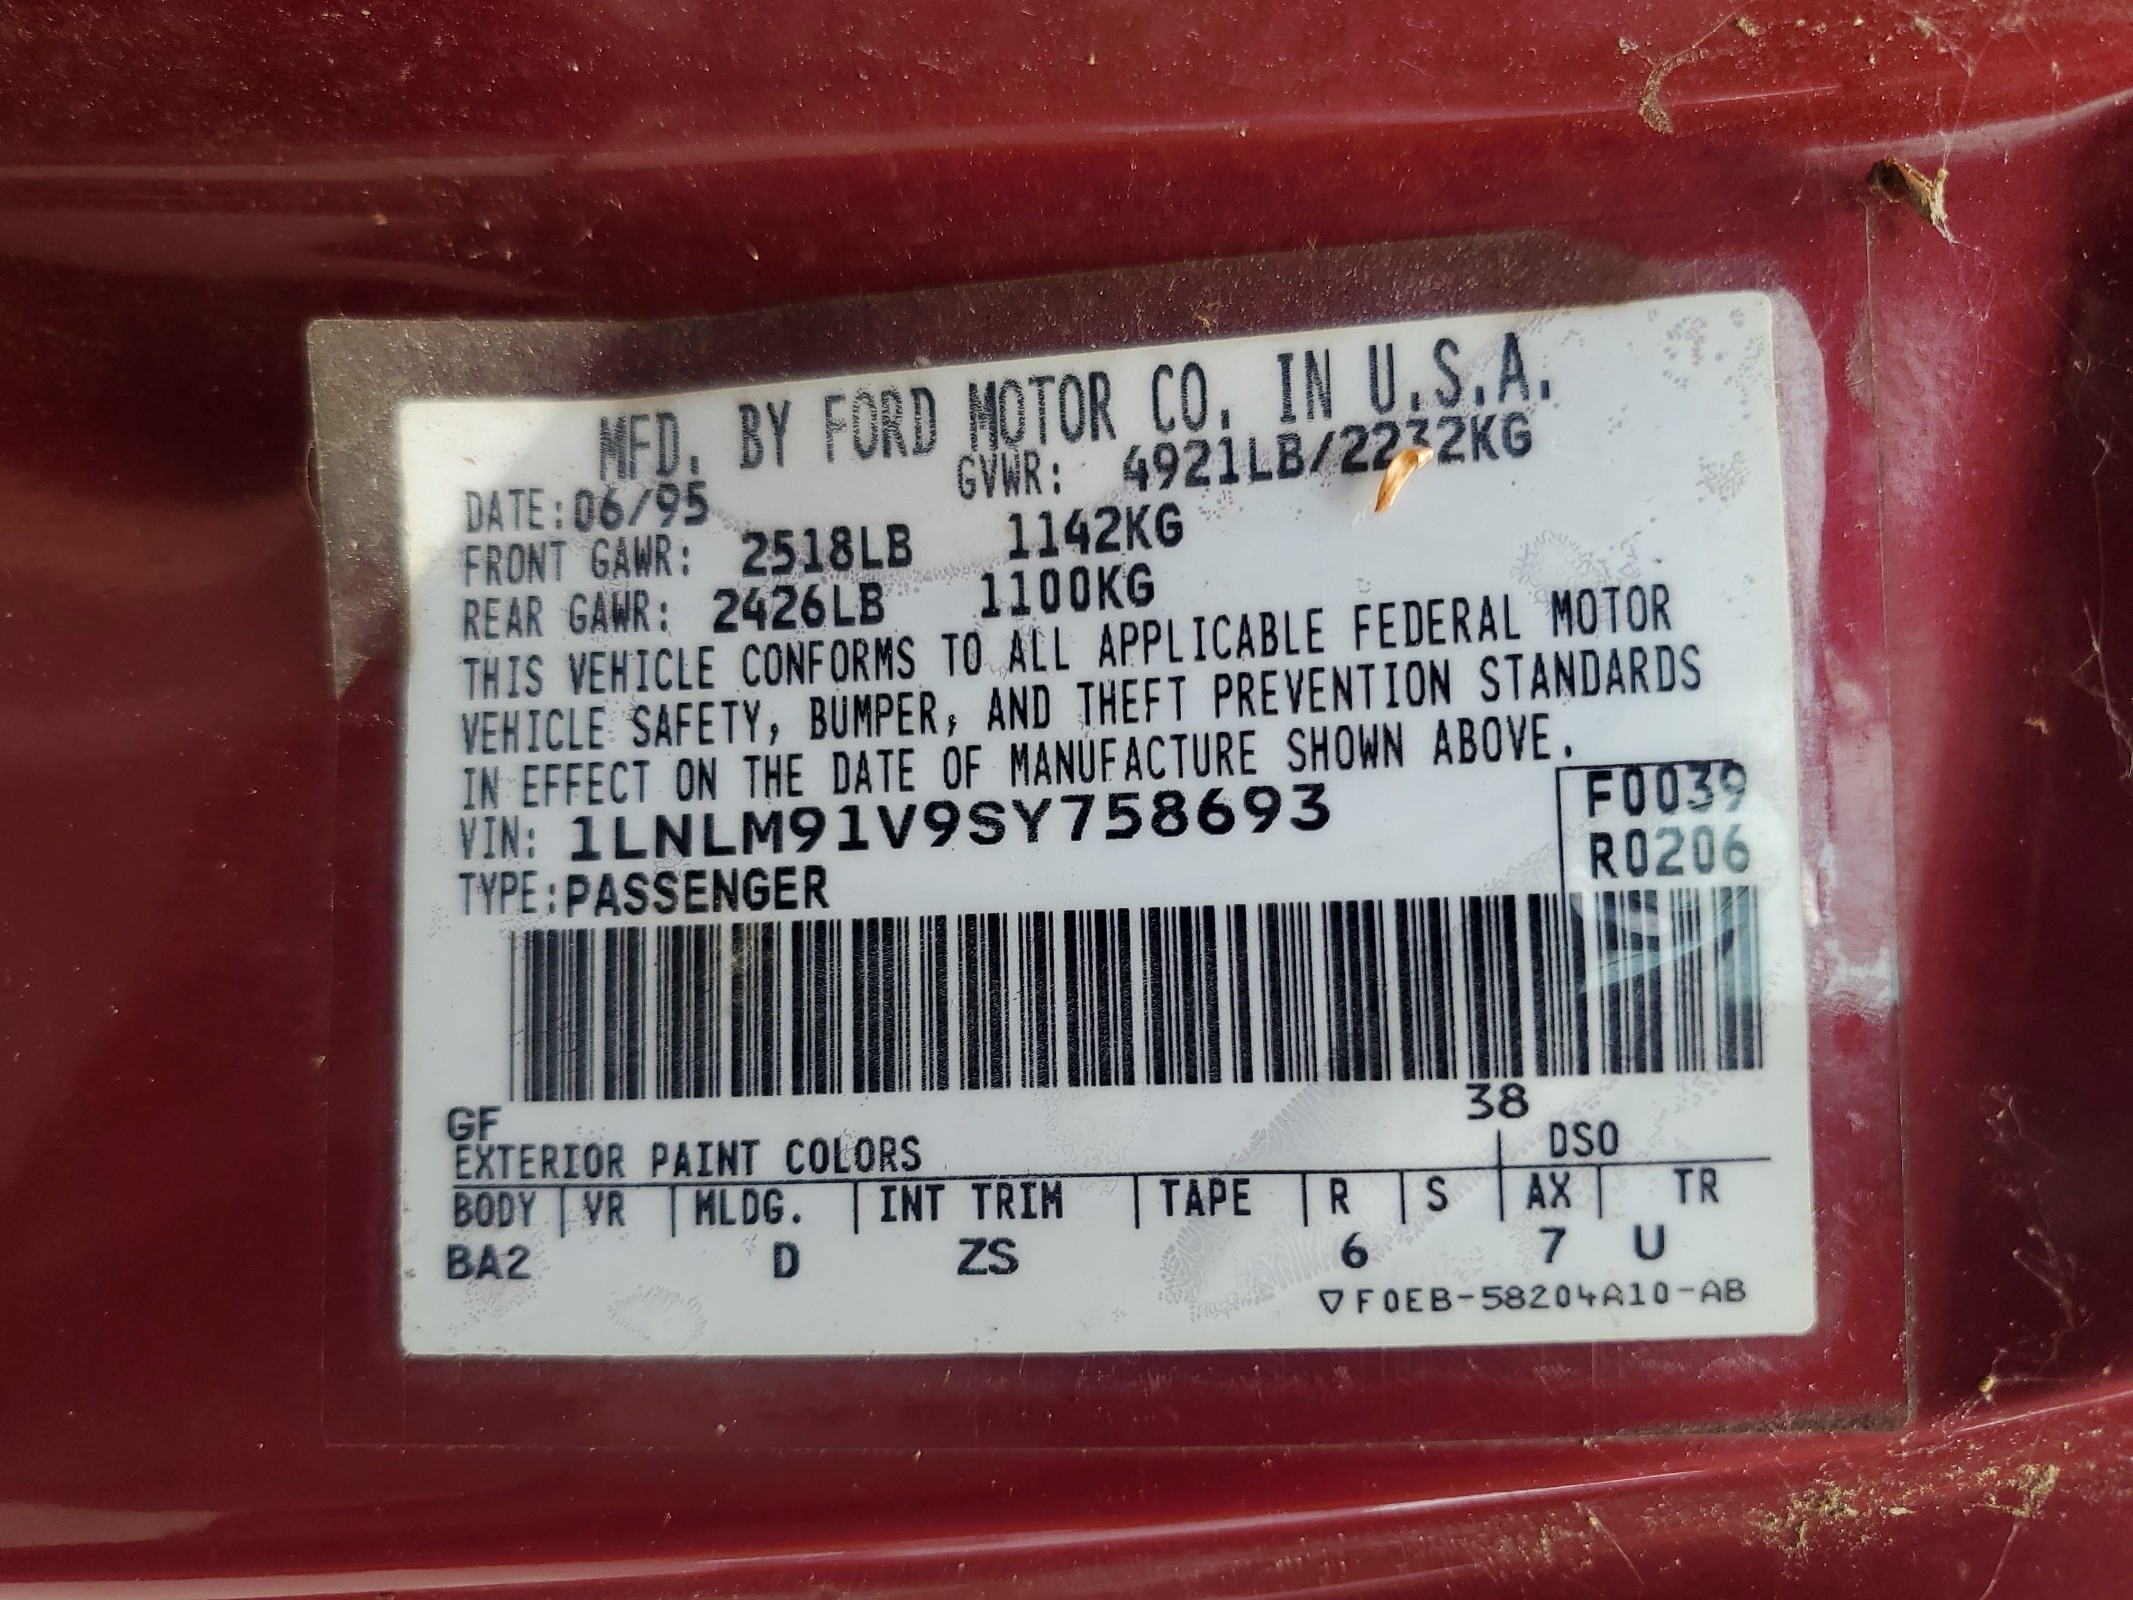 MFD. BY FORD MOTOR CO. IN U.S.A.
DATE:06/95 GVWR: 4921LB/2232KG
FRONT GAWR: 2518LB 1142KG
REAR GAWR: 2426LB 1100KG
THIS VEHICLE CONFORMS TO ALL APPLICABLE FEDERAL MOTOR
VEHICLE SAFETY, BUMPER, AND THEFT PREVENTION STANDARDS
IN EFFECT ON THE DATE OF MANUFACTURE SHOWN ABOVE.
VIN: 1LNLM91V9SY758693 F0039
TYPE:PASSENGER R0206
38
GF
EXTERIOR PAINT COLORS DSO
BODY VR MLDG. INT TRIM TAPE R S AX TR
BA2 D ZS 6 7 U
▽F0EB-58204A10-AB